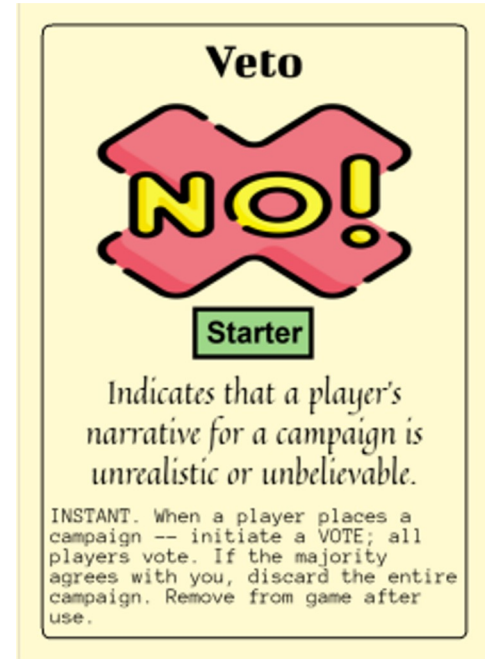 Veto
NO!
Starter
Indicates that a player's
narrative for a campaign is
unrealistic or unbelievable.
INSTANT. When a player places a
campaign -- initiate a VOTE; all
players vote. If the majority
agrees with you, discard the entire
campaign. Remove from game after
use.